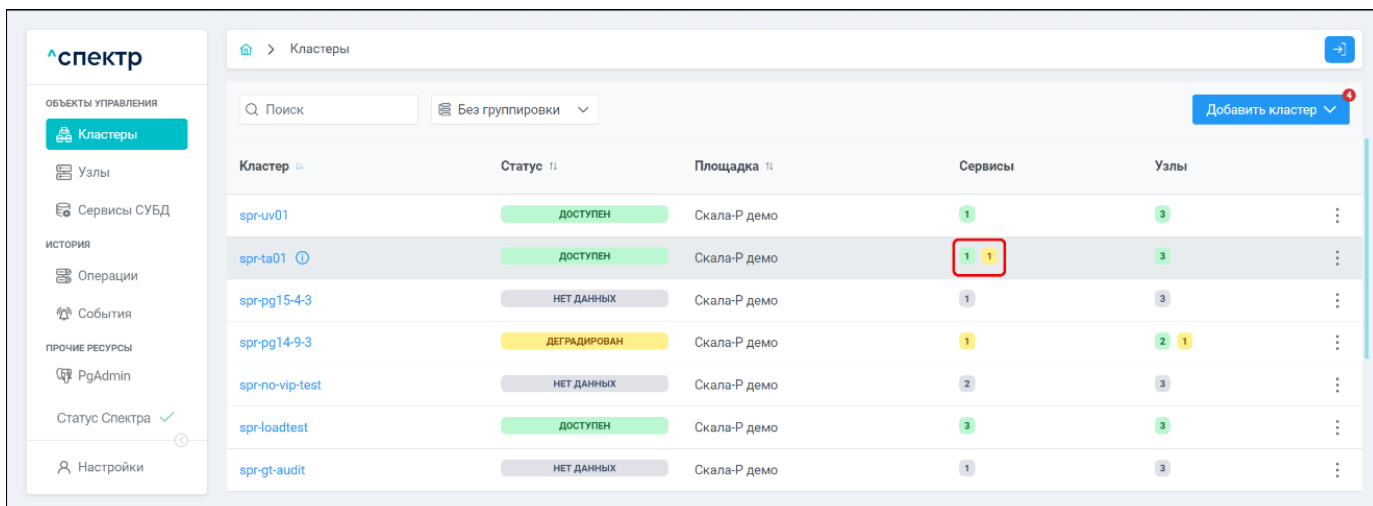 ^спектр
Кластеры
ОБЪЕКТЫ УПРАВЛЕНИЯ
Кластеры
Узлы
Сервисы СУБД
ИСТОРИЯ
Операции
События
ПРОЧИЕ РЕСУРСЫ
PgAdmin
Статус Спектра
Настройки
Поиск
Без группировки
Добавить кластер
4
Кластер Статус Площадка Сервисы Узлы
spr-uv01 ДОСТУПЕН Скала-Р демо 1 3
spr-ta01 ДОСТУПЕН Скала-Р демо 1 1 3
spr-pg15-4-3 НЕТ ДАННЫХ Скала-Р демо 1 3
spr-pg14-9-3 ДЕГРАДИРОВАН Скала-Р демо 1 2 1
spr-no-vip-test НЕТ ДАННЫХ Скала-Р демо 2 3
spr-loadtest ДОСТУПЕН Скала-Р демо 3 3
spr-gt-audit НЕТ ДАННЫХ Скала-Р демо 1 3